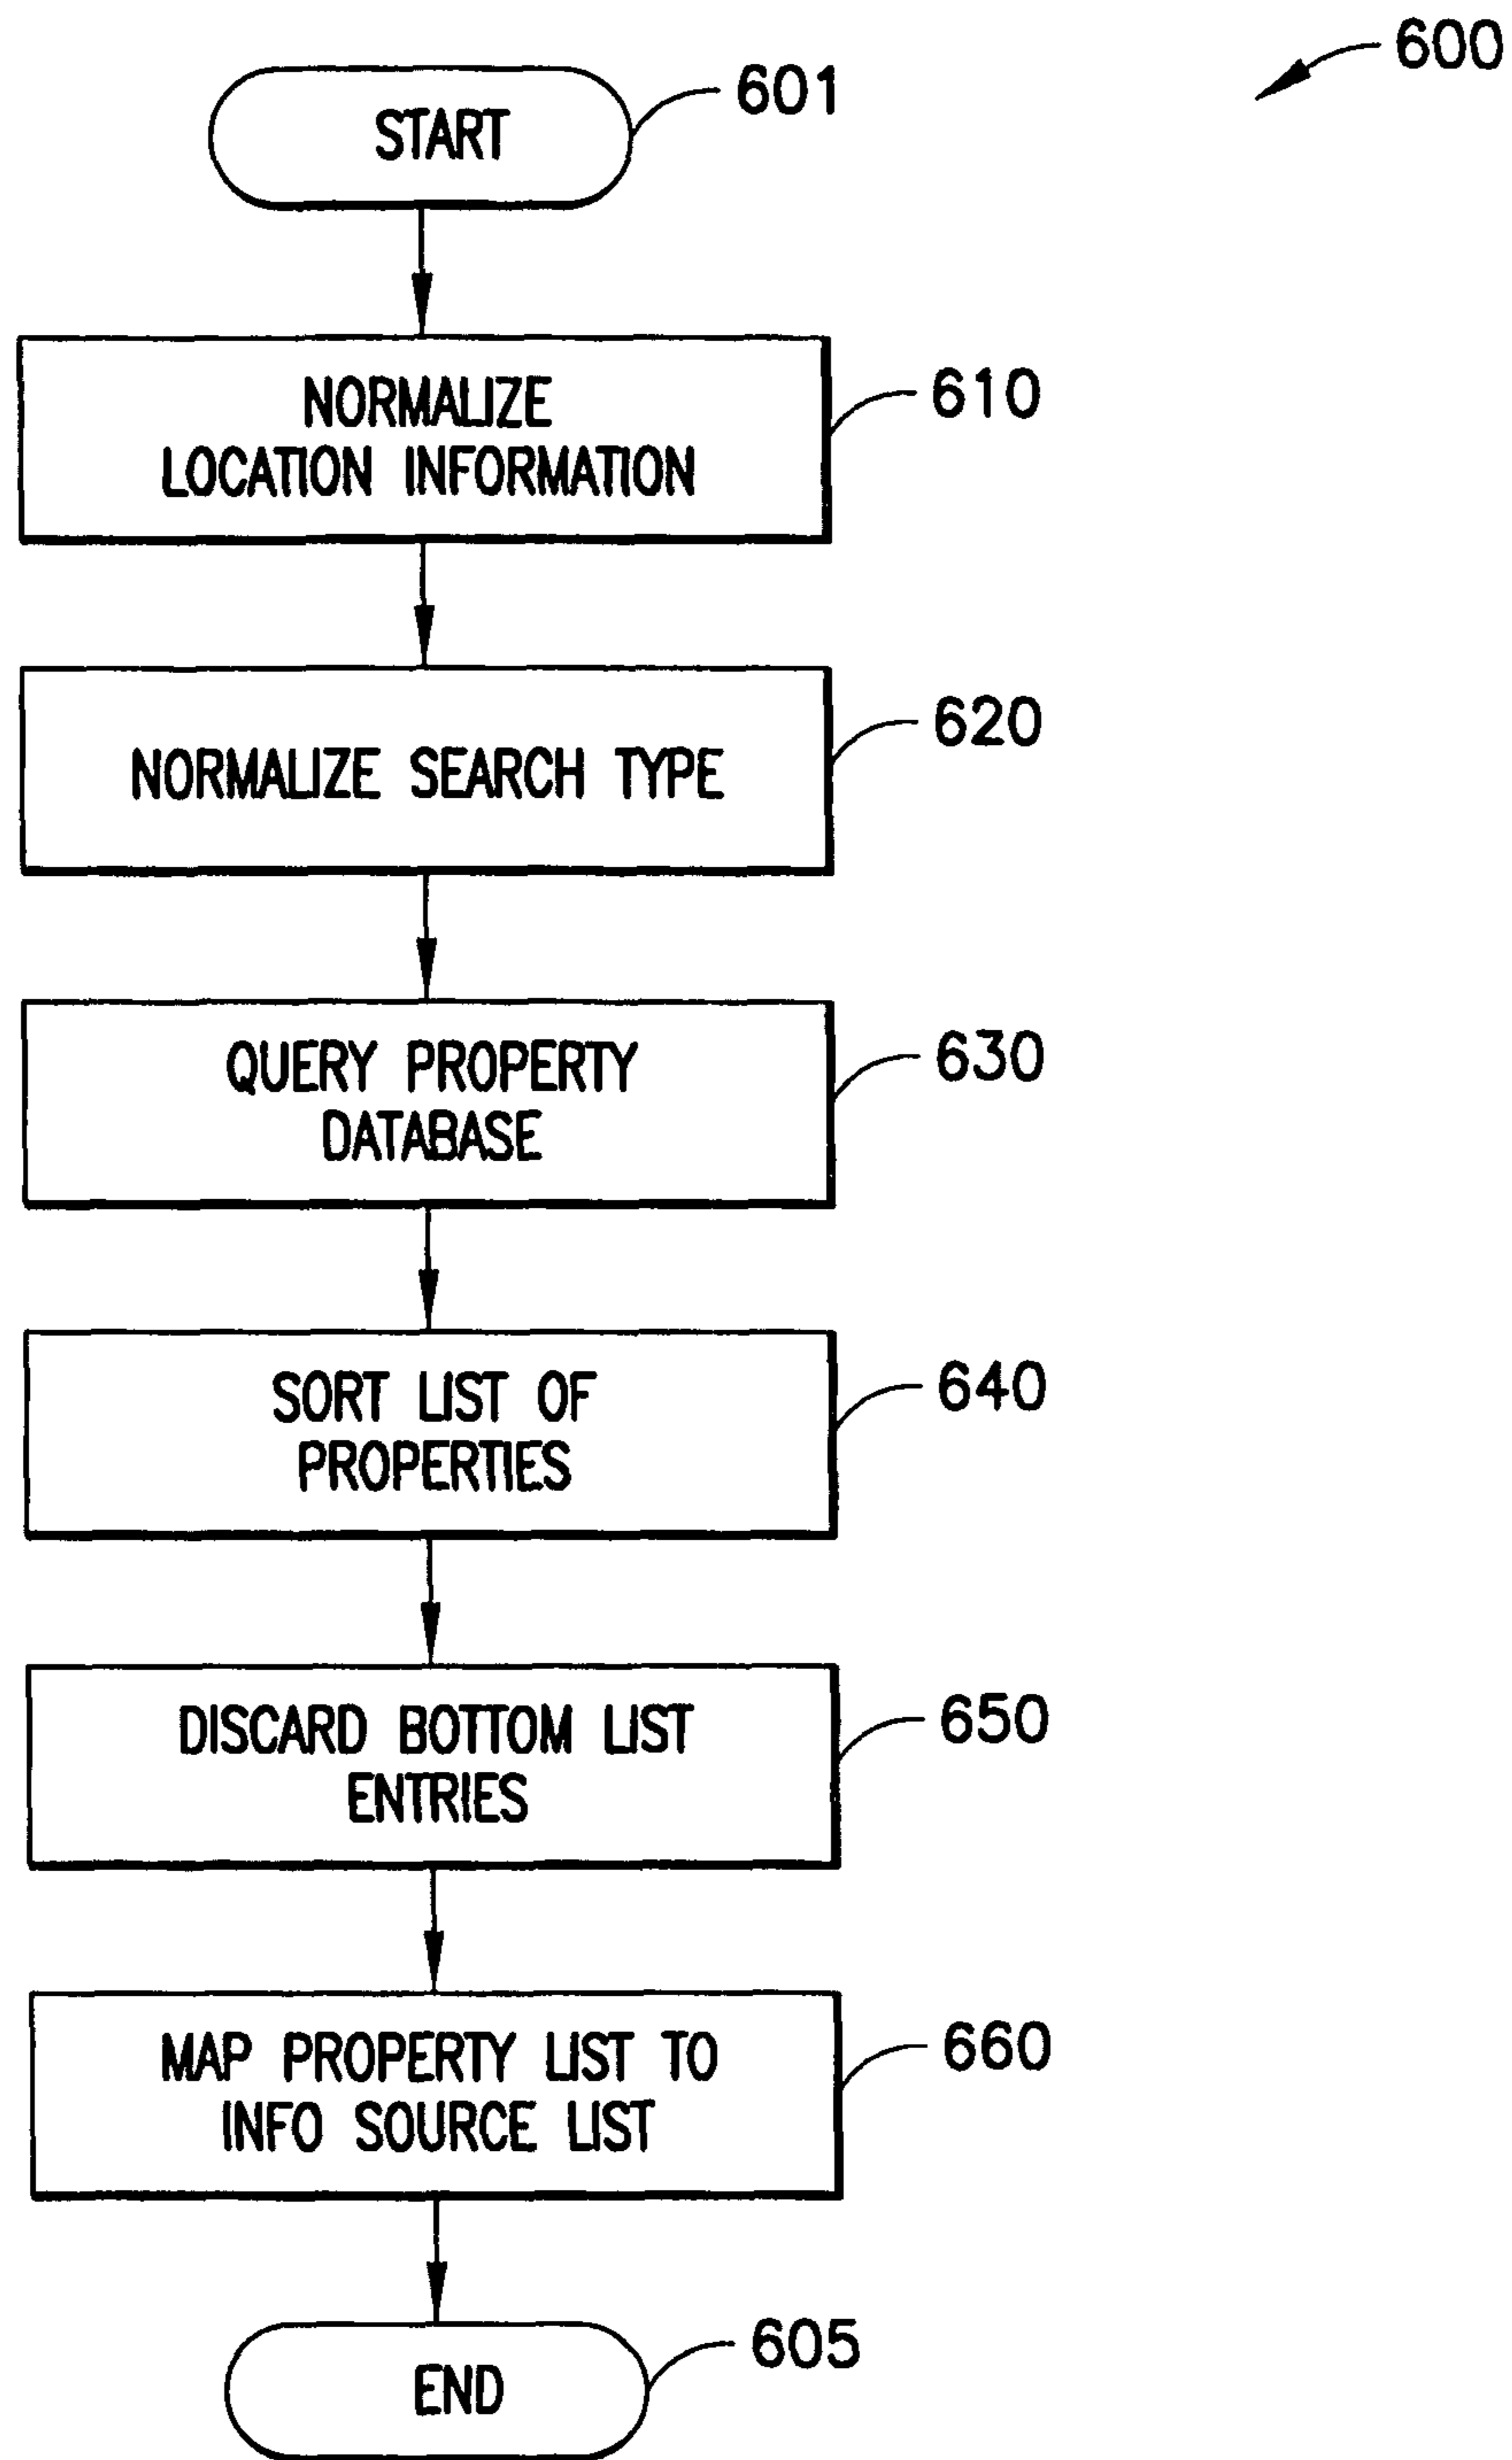 600
START
601
NORMALIZE
LOCATION INFORMATION
610
NORMALIZE SEARCH TYPE
620
QUERY PROPERTY
DATABASE
630
SORT LIST OF
PROPERTIES
640
DISCARD BOTTOM LIST
ENTRIES
650
MAP PROPERTY LIST TO
INFO SOURCE LIST
660
END
605